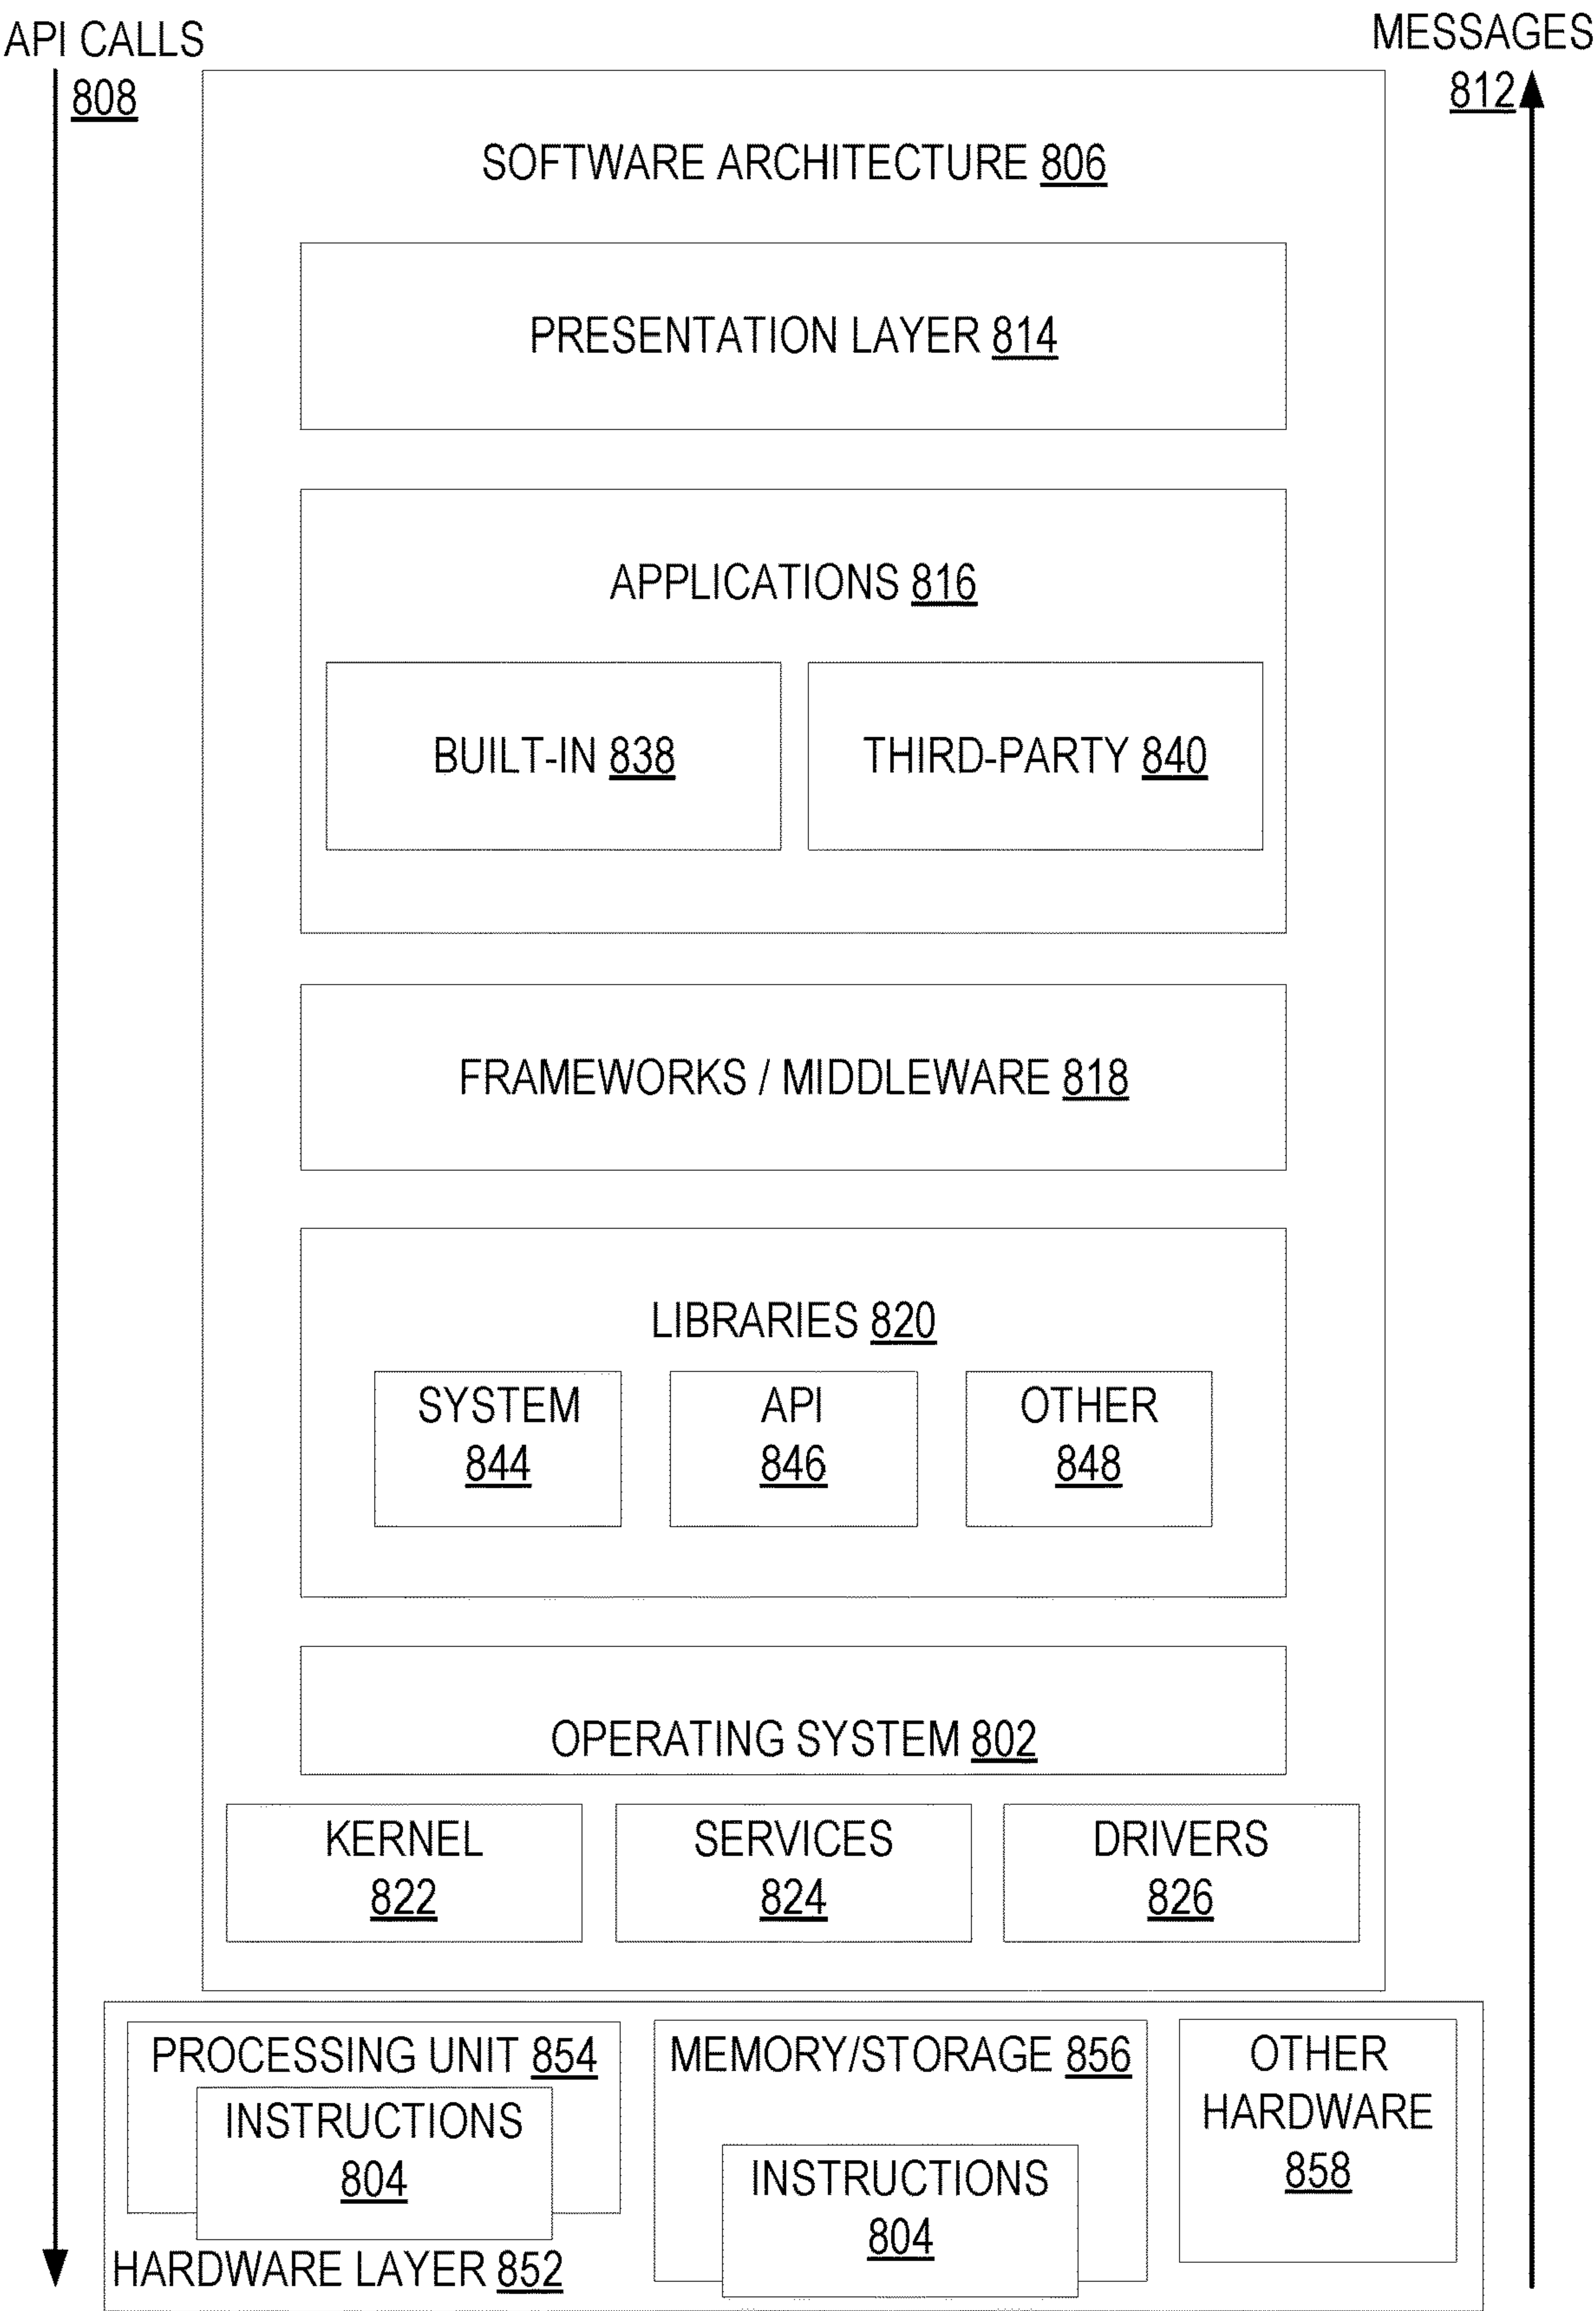 API CALLS
808
MESSAGES
812
SOFTWARE ARCHITECTURE 806
PRESENTATION LAYER 814
APPLICATIONS 816
BUILT-IN 838
THIRD-PARTY 840
FRAMEWORKS / MIDDLEWARE 818
LIBRARIES 820
SYSTEM
844
API
846
OTHER
848
OPERATING SYSTEM 802
KERNEL
822
SERVICES
824
DRIVERS
826
PROCESSING UNIT 854
INSTRUCTIONS
804
MEMORY/STORAGE 856
INSTRUCTIONS
804
OTHER
HARDWARE
858
HARDWARE LAYER 852